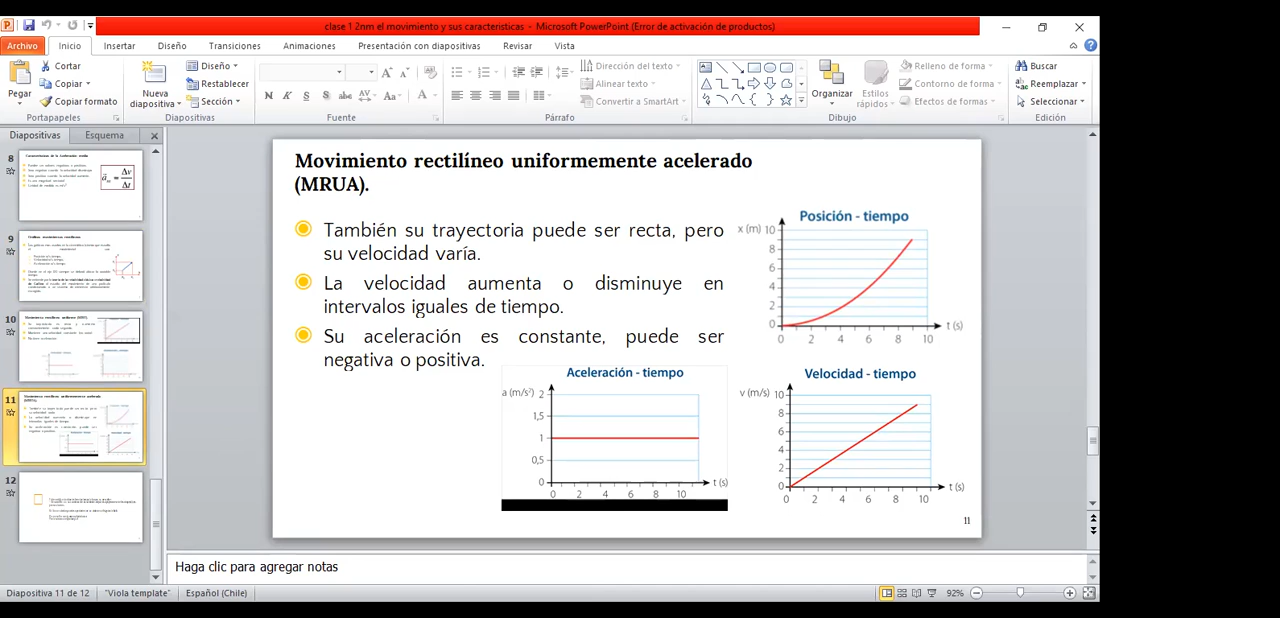 clase 1 2nm el movimiento y sus caracteristicas - Microsoft PowerPoint (Error de activación de productos)
Archivo Inicio Insertar Diseño Transiciones Animaciones Presentación con diapositivas Revisar Vista
Pegar
Cortar
Copiar
Copiar formato
Portapapeles
Nueva
diapositiva
Diseño
Restablecer
Sección
Diapositivas
N K S S abc AV Aa A
Fuente
Dirección del texto
Alinear texto
Convertir a SmartArt
Párrafo
Organizar
Estilos
rápidos
Relleno de forma
Contorno de forma
Efectos de formas
Dibujo
Buscar
Reemplazar
Seleccionar
Edición
Diapositivas Esquema
8
9
10
11
12
Movimiento rectilíneo uniformemente acelerado
(MRUA).
También su trayectoria puede ser recta, pero
su velocidad varía.
La velocidad aumenta o disminuye en
intervalos iguales de tiempo.
Su aceleración es constante, puede ser
negativa o positiva.
Posición - tiempo
x (m) 10
8
6
4
2
0
0 2 4 6 8 10
t (s)
Aceleración - tiempo
a (m/s²) 2
1,5
1
0,5
0
0 2 4 6 8 10
t (s)
Velocidad - tiempo
v (m/s) 10
8
6
4
2
0
0 2 4 6 8 10
t (s)
11
Haga clic para agregar notas
Diapositiva 11 de 12 "Viola template" Español (Chile) 92%